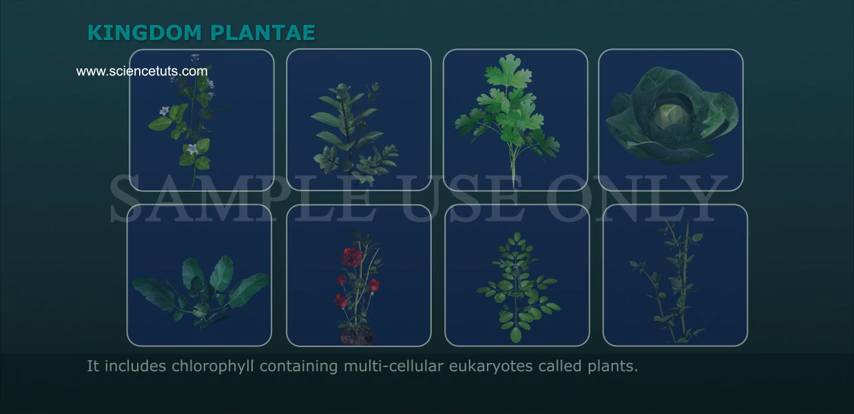 KINGDOM PLANTAE
www.sciencetuts.com
SAMPLE USE ONLY
It includes chlorophyll containing multi-cellular eukaryotes called plants.